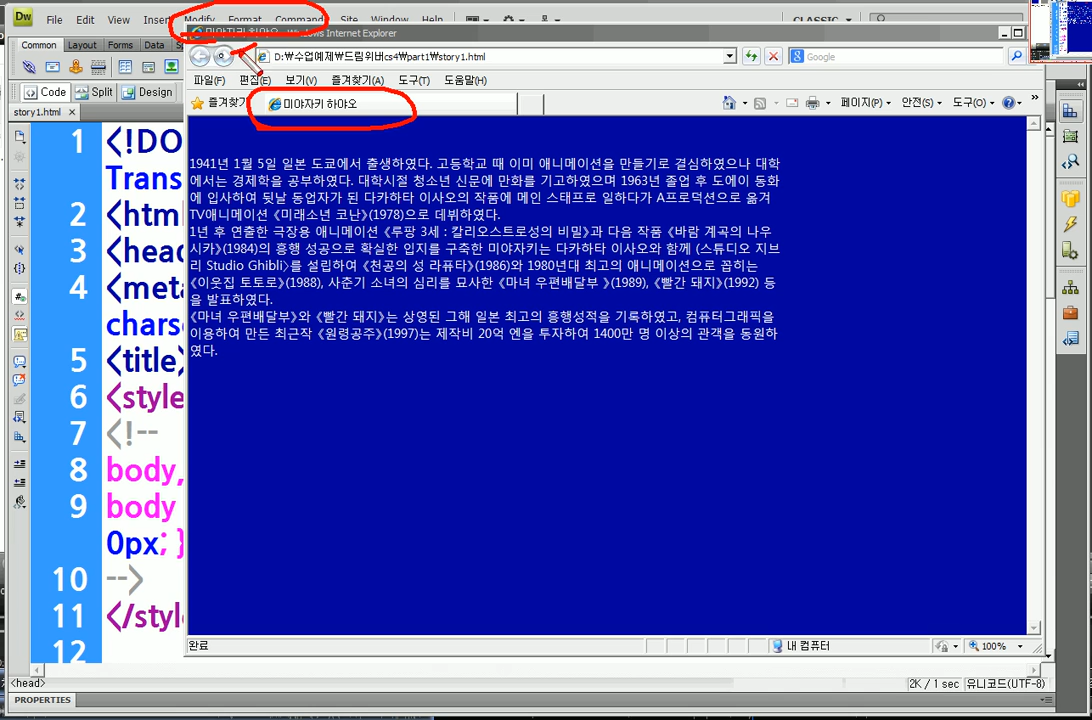 Dw File Edit View Insert Modify Format Commands Site Window Help CLASSIC
Common Layout Forms Data
Code Split Design
story1.html
미야자키 하야오 - Windows Internet Explorer
D:₩수업예제₩드림위버cs4₩part1₩story1.html
Google
파일(F) 편집(E) 보기(V) 즐겨찾기(A) 도구(T) 도움말(H)
즐겨찾기
미야자키 하야오
페이지(P) 안전(S) 도구(O)
1941년 1월 5일 일본 도쿄에서 출생하였다. 고등학교 때 이미 애니메이션을 만들기로 결심하였으나 대학
에서는 경제학을 공부하였다. 대학시절 청소년 신문에 만화를 기고하였으며 1963년 졸업 후 도에이 동화
에 입사하여 뒷날 동업자가 된 다카하타 이사오의 작품에 메인 스태프로 일하다가 A프로덕션으로 옮겨
TV애니메이션 《미래소년 코난》(1978)으로 데뷔하였다.
1년 후 연출한 극장용 애니메이션 《루팡 3세 : 칼리오스트로성의 비밀》과 다음 작품 《바람 계곡의 나우
시카》(1984)의 흥행 성공으로 확실한 입지를 구축한 미야자키는 다카하타 이사오와 함께 〈스튜디오 지브
리 Studio Ghibli〉를 설립하여 《천공의 성 라퓨타》(1986)와 1980년대 최고의 애니메이션으로 꼽히는
《이웃집 토토로》(1988), 사춘기 소녀의 심리를 묘사한 《마녀 우편배달부 》(1989), 《빨간 돼지》(1992) 등
을 발표하였다.
《마녀 우편배달부》와 《빨간 돼지》는 상영된 그해 일본 최고의 흥행성적을 기록하였고, 컴퓨터그래픽을
이용하여 만든 최근작 《원령공주》(1997)는 제작비 20억 엔을 투자하여 1400만 명 이상의 관객을 동원하
였다.
1 <!DO
Trans
2 <htm
3 <hea
4 <meta
chars
5 <title>
6 <style
7 <!--
8 body,
9 body
0px; }
10 -->
11 </style
12
완료 내 컴퓨터 100%
<head> 2K / 1 sec 유니코드(UTF-8)
PROPERTIES